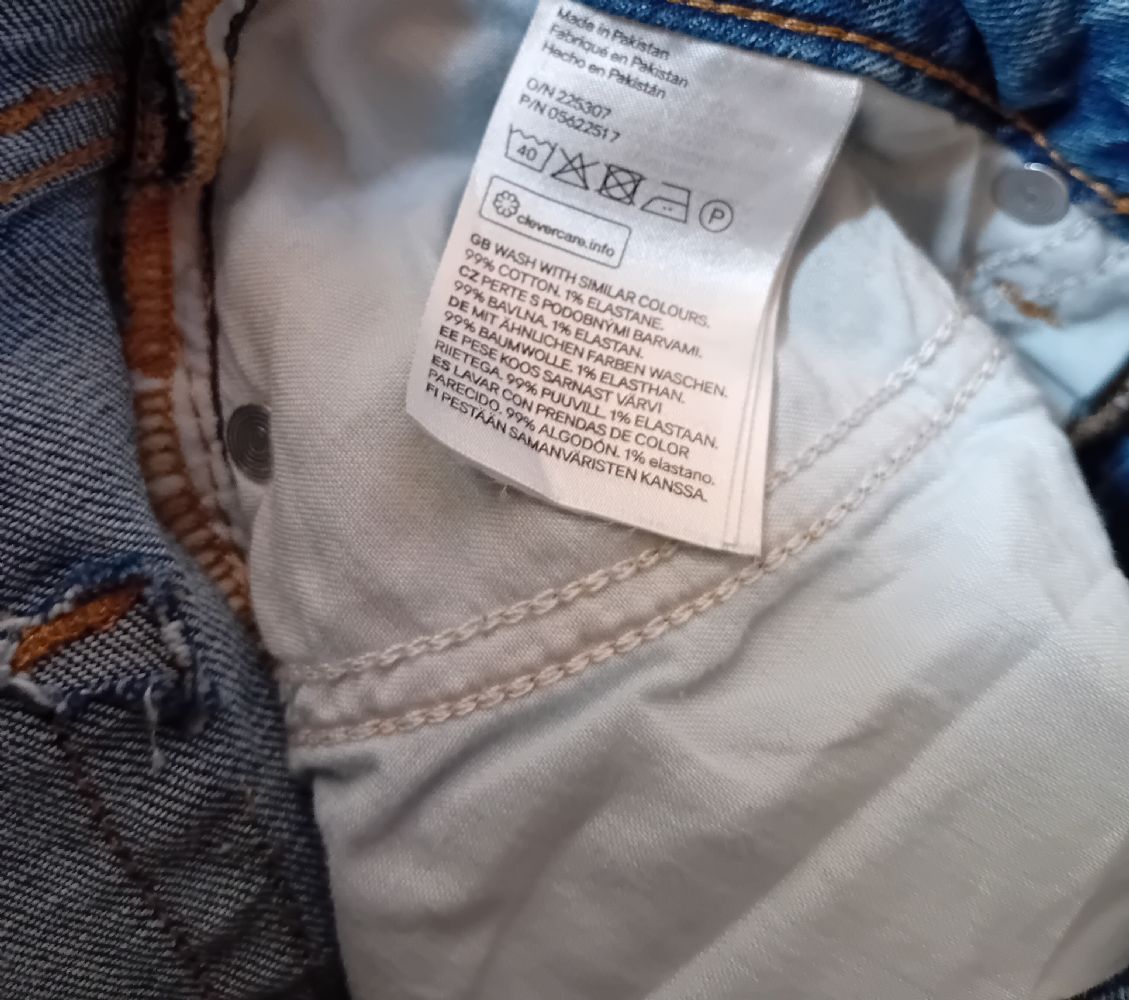 Made in Pakistan
Fabriqué en Pakistan
Hecho en Pakistán
O/N 225307
P/N 05622517
40 P
clevercare.info
GB WASH WITH SIMILAR COLOURS.
99% COTTON. 1% ELASTANE.
CZ PERTE S PODOBNÝMI BARVAMI.
99% BAVLNA. 1% ELASTAN.
DE MIT ÄHNLICHEN FARBEN WASCHEN.
99% BAUMWOLLE. 1% ELASTHAN.
EE PESE KOOS SARNAST VÄRVI
RIIETEGA. 99% PUUVILL. 1% ELASTAAN.
ES LAVAR CON PRENDAS DE COLOR
PARECIDO. 99% ALGODÓN. 1% elastano.
FI PESTÄÄN SAMANVÄRISTEN KANSSA.